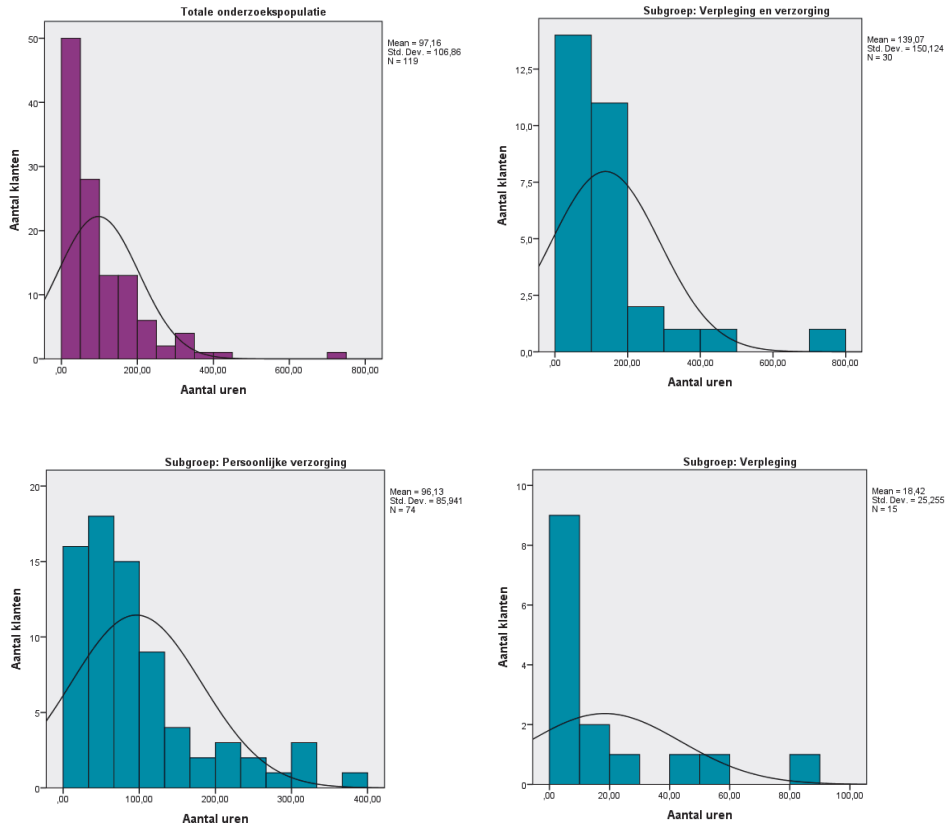 Totale onderzoekspopulatie
Mean = 97,16
Std. Dev. = 106,86
N = 119
50
40
30
20
10
0
Aantal klanten
,00 200,00 400,00 600,00 800,00
Aantal uren
Subgroep: Verpleging en verzorging
Mean = 139,07
Std. Dev. = 150,124
N = 30
12,5
10,0
7,5
5,0
2,5
0,0
Aantal klanten
,00 200,00 400,00 600,00 800,00
Aantal uren
Subgroep: Persoonlijke verzorging
Mean = 96,13
Std. Dev. = 85,941
N = 74
20
15
10
5
0
Aantal klanten
,00 100,00 200,00 300,00 400,00
Aantal uren
Subgroep: Verpleging
Mean = 18,42
Std. Dev. = 25,255
N = 15
10
8
6
4
2
0
Aantal klanten
,00 20,00 40,00 60,00 80,00 100,00
Aantal uren